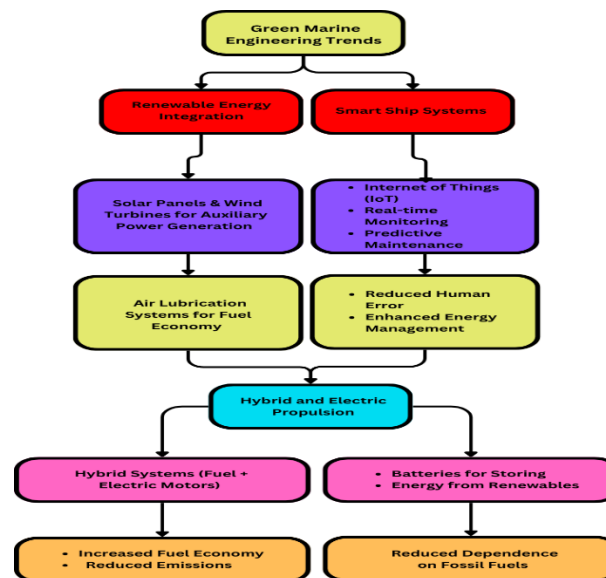 Green Marine
Engineering Trends
Renewable Energy
Integration
Smart Ship Systems
Solar Panels & Wind
Turbines for Auxiliary
Power Generation
• Internet of Things
(IoT)
• Real-time
Monitoring
• Predictive
Maintenance
Air Lubrication
Systems for Fuel
Economy
• Reduced Human
Error
• Enhanced Energy
Management
Hybrid and Electric
Propulsion
Hybrid Systems (Fuel +
Electric Motors)
• Batteries for Storing
• Energy from Renewables
• Increased Fuel Economy
• Reduced Emissions
Reduced Dependence
on Fossil Fuels